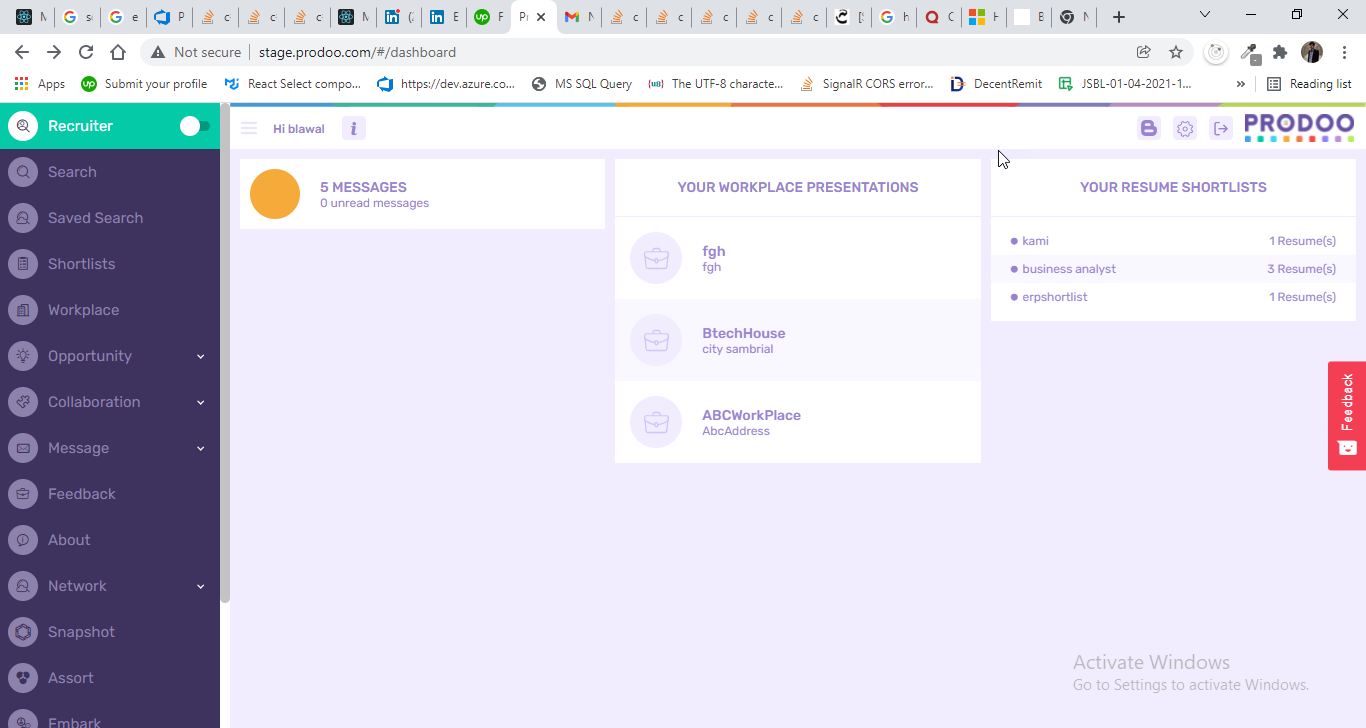 Not secure
stage.prodoo.com/#/dashboard
Apps
Submit your profile
React Select compo...
https://dev.azure.co...
MS SQL Query
The UTF-8 characte...
SignalR CORS error...
DecentRemit
JSBL-01-04-2021-1...
»
Reading list
Recruiter
Hi blawal
PRODOO
Search
Saved Search
Shortlists
Workplace
Opportunity
Collaboration
Message
Feedback
About
Network
Snapshot
Assort
Embark
5 MESSAGES
0 unread messages
YOUR WORKPLACE PRESENTATIONS
fgh
fgh
BtechHouse
city sambrial
ABCWorkPlace
AbcAddress
YOUR RESUME SHORTLISTS
kami 1 Resume(s)
business analyst 3 Resume(s)
erpshortlist 1 Resume(s)
Feedback
Activate Windows
Go to Settings to activate Windows.